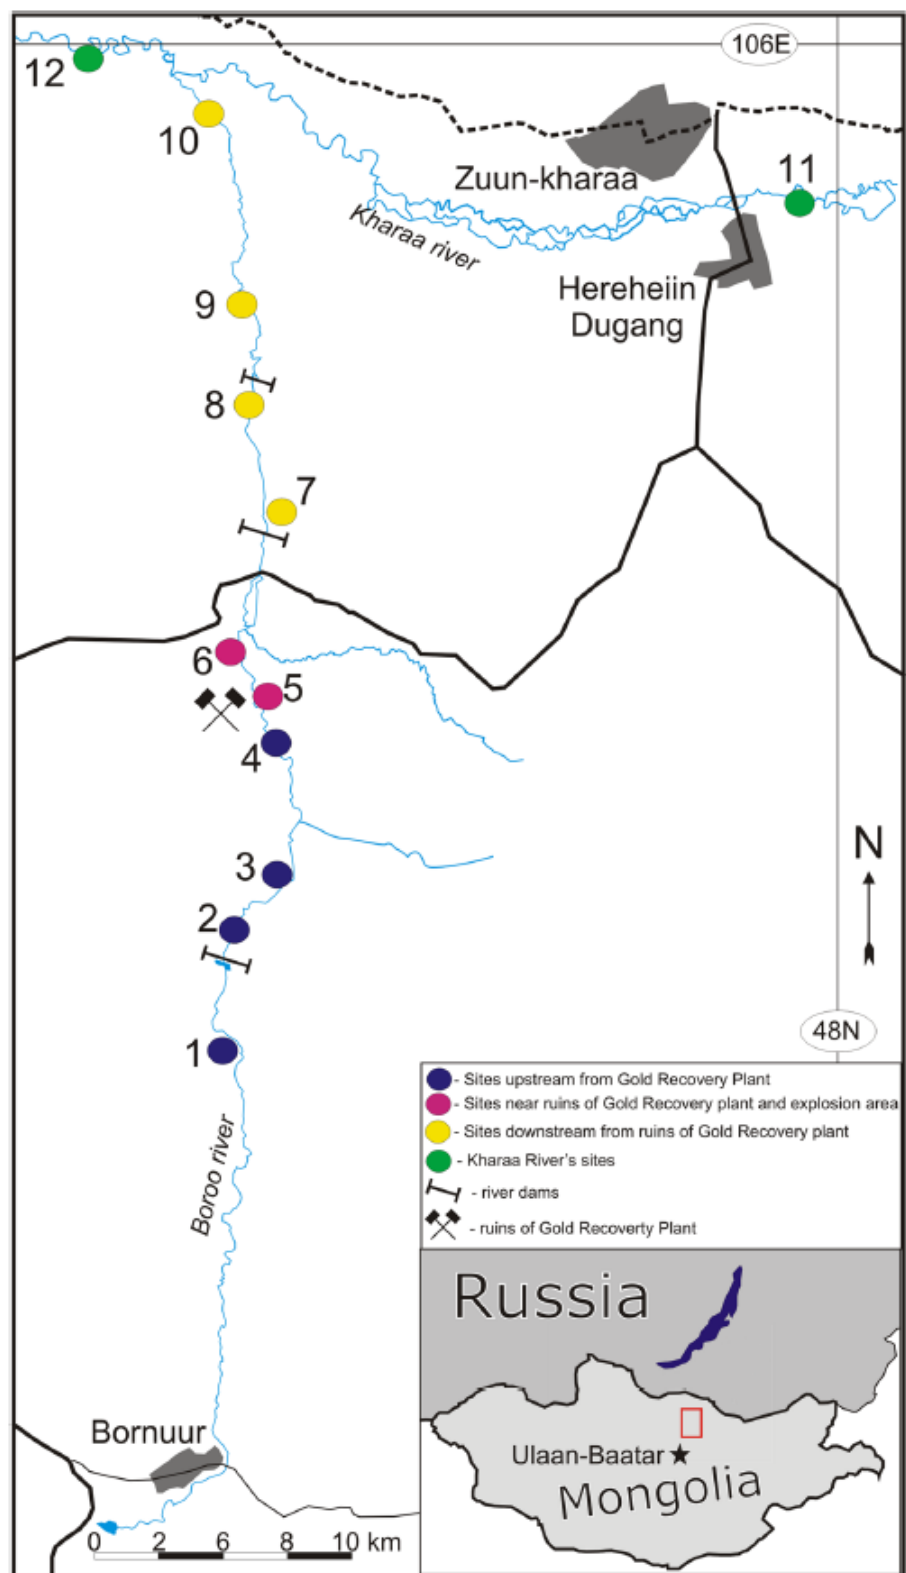 106E
12
10
11
Zuun-kharaa
Kharaa river
9
Hereheiin
Dugang
8
7
6
5
4
3
N
2
48N
1
- Sites upstream from Gold Recovery Plant
- Sites near ruins of Gold Recovery plant and explosion area
- Sites downstream from ruins of Gold Recovery plant
- Kharaa River's sites
- river dams
- ruins of Gold Recoverty Plant
Boroo river
Russia
Bornuur
Ulaan-Baatar
Mongolia
0 2 6 8 10 km